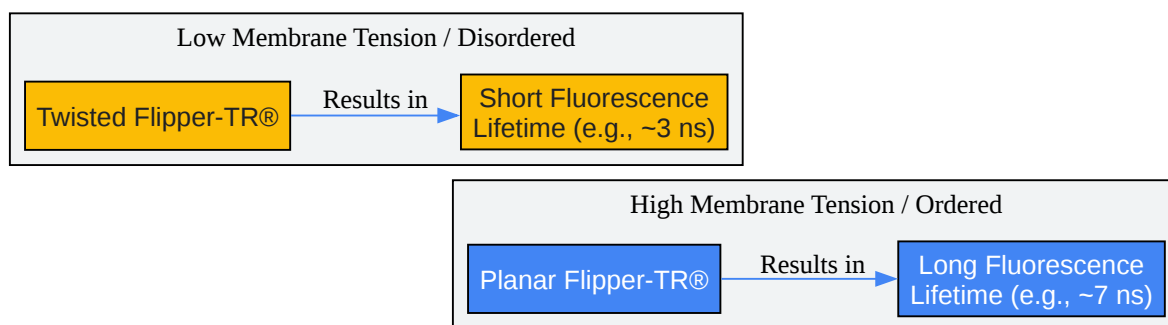 Low Membrane Tension / Disordered
Twisted Flipper-TR®
Results in
Short Fluorescence
Lifetime (e.g., ~3 ns)
High Membrane Tension / Ordered
Planar Flipper-TR®
Results in
Long Fluorescence
Lifetime (e.g., ~7 ns)